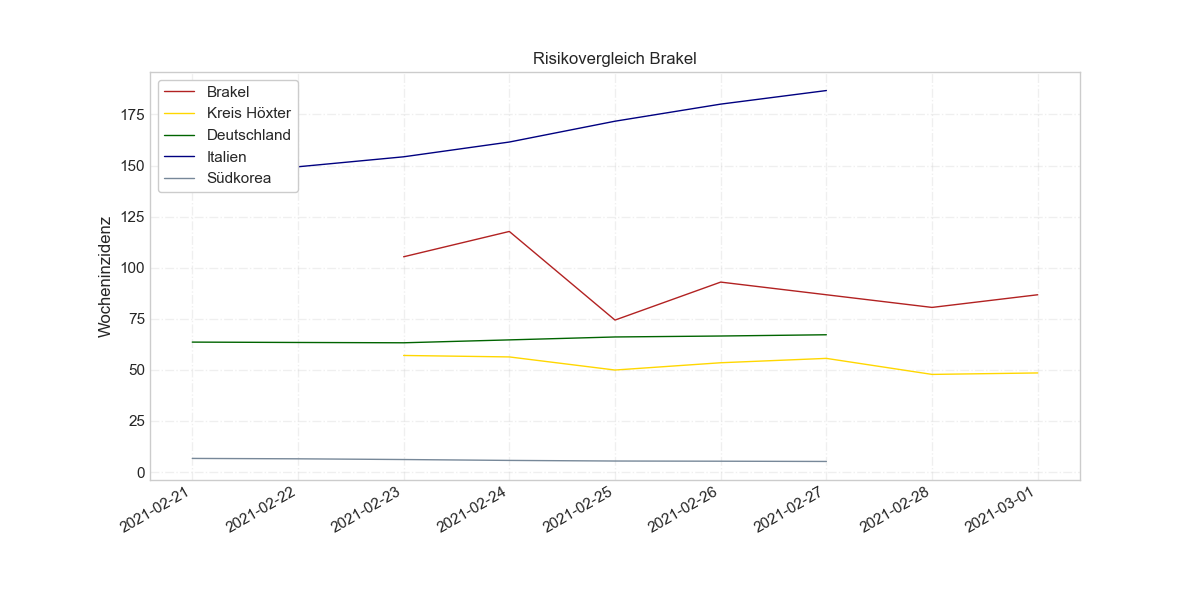 Risikovergleich Brakel
Brakel
Kreis Höxter
Deutschland
Italien
Südkorea
Wocheninzidenz
175
150
125
100
75
50
25
0
2021-02-21
2021-02-22
2021-02-23
2021-02-24
2021-02-25
2021-02-26
2021-02-27
2021-02-28
2021-03-01